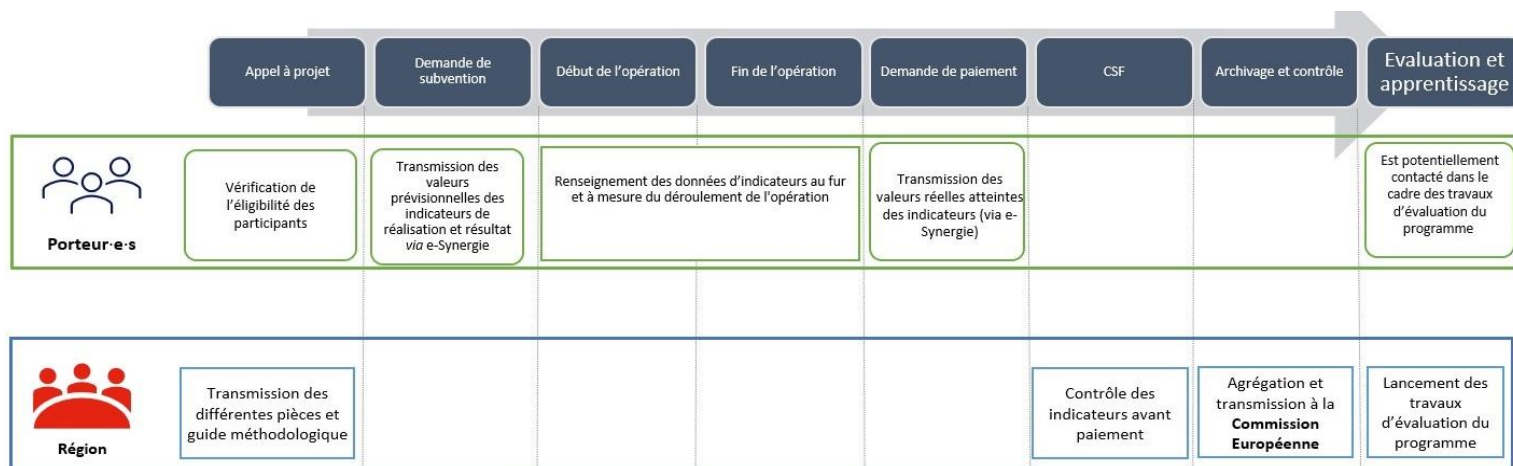 Appel à projet
Demande de
subvention
Début de l'opération
Fin de l'opération
Demande de paiement
CSF
Archivage et contrôle
Evaluation et
apprentissage
Porteur·e·s
Vérification de
l'éligibilité des
participants
Transmission des
valeurs
prévisionnelles des
indicateurs de
réalisation et résultat
via e-Synergie
Renseignement des données d'indicateurs au fur
et à mesure du déroulement de l'opération
Transmission des
valeurs réelles atteintes
des indicateurs (via e-
Synergie)
Est potentiellement
contacté dans le
cadre des travaux
d'évaluation du
programme
Région
Transmission des
différentes pièces et
guide méthodologique
Contrôle des
indicateurs avant
paiement
Agrégation et
transmission à la
Commission
Européenne
Lancement des
travaux
d'évaluation du
programme